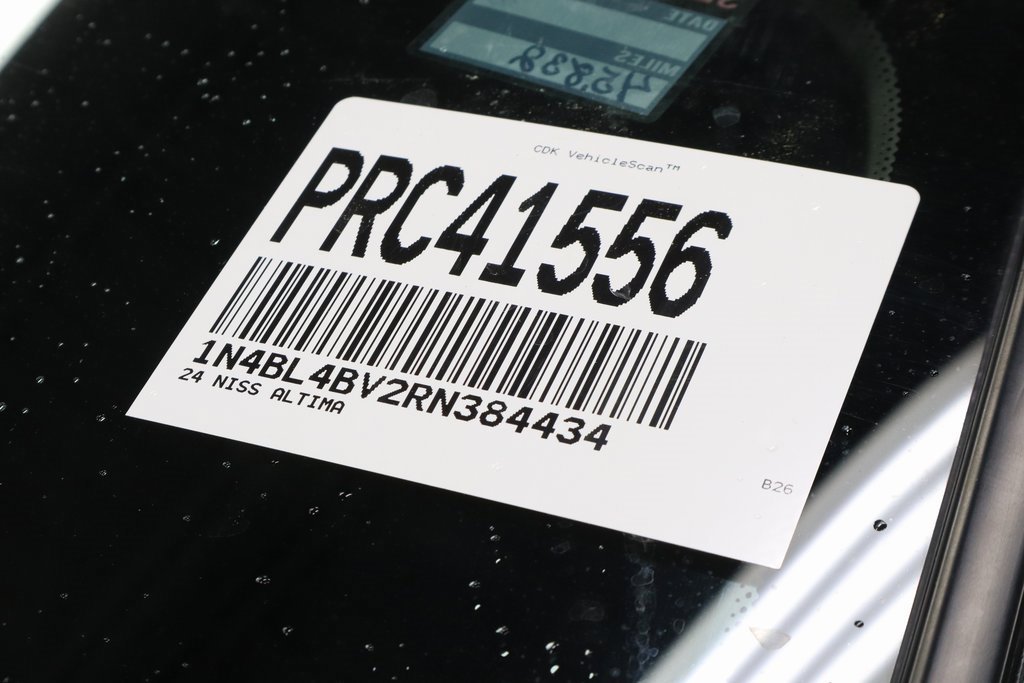 DATE
MILES
42838
CDK VehicleScan™
PRC41556
1N4BL4BV2RN384434
24 NISS ALTIMA
B26